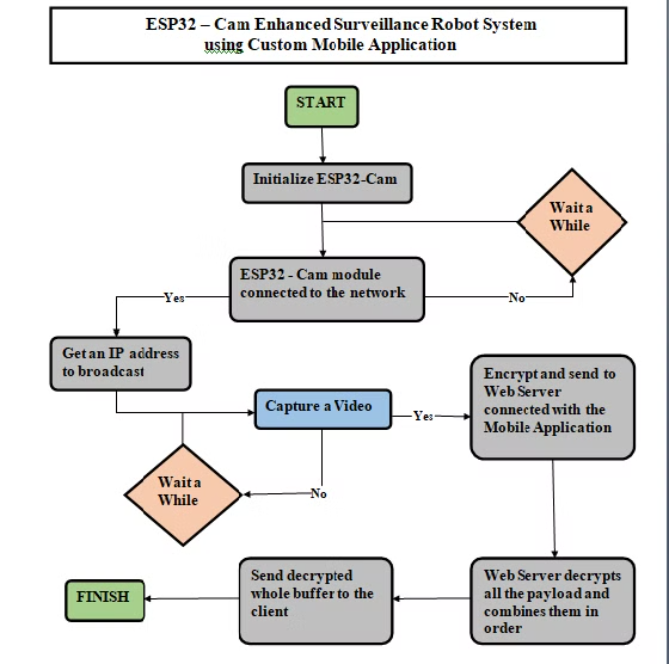 ESP32 – Cam Enhanced Surveillance Robot System
using Custom Mobile Application
START
Initialize ESP32-Cam
Wait a
While
ESP32 - Cam module
connected to the network
Yes
No
Get an IP address
to broadcast
Capture a Video
Yes
Encrypt and send to
Web Server
connected with the
Mobile Application
Wait a
While
No
FINISH
Send decrypted
whole buffer to the
client
Web Server decrypts
all the payload and
combines them in
order